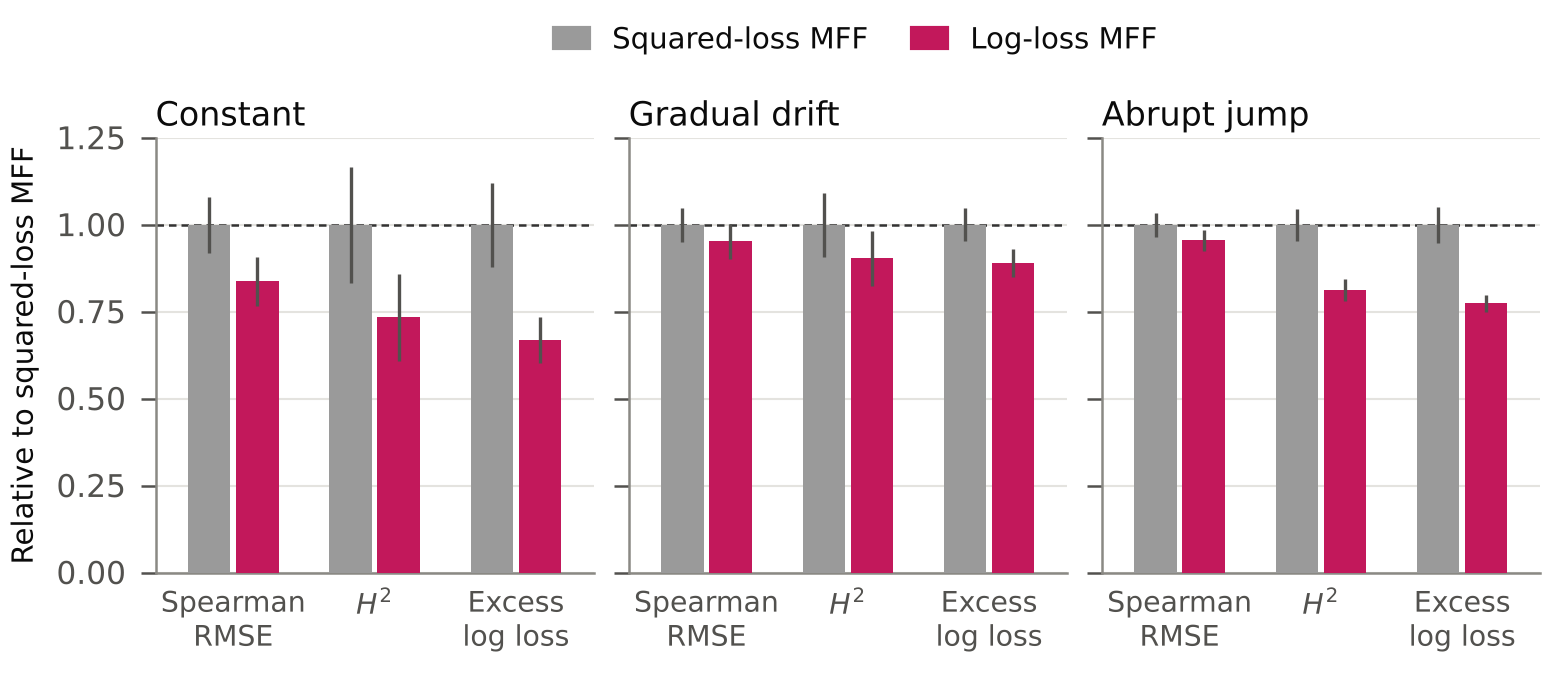 Squared-loss MFF Log-loss MFF
Constant Gradual drift Abrupt jump
Relative to squared-loss MFF
1.25
1.00
0.75
0.50
0.25
0.00
Spearman RMSE H² Excess log loss
Spearman RMSE H² Excess log loss
Spearman RMSE H² Excess log loss